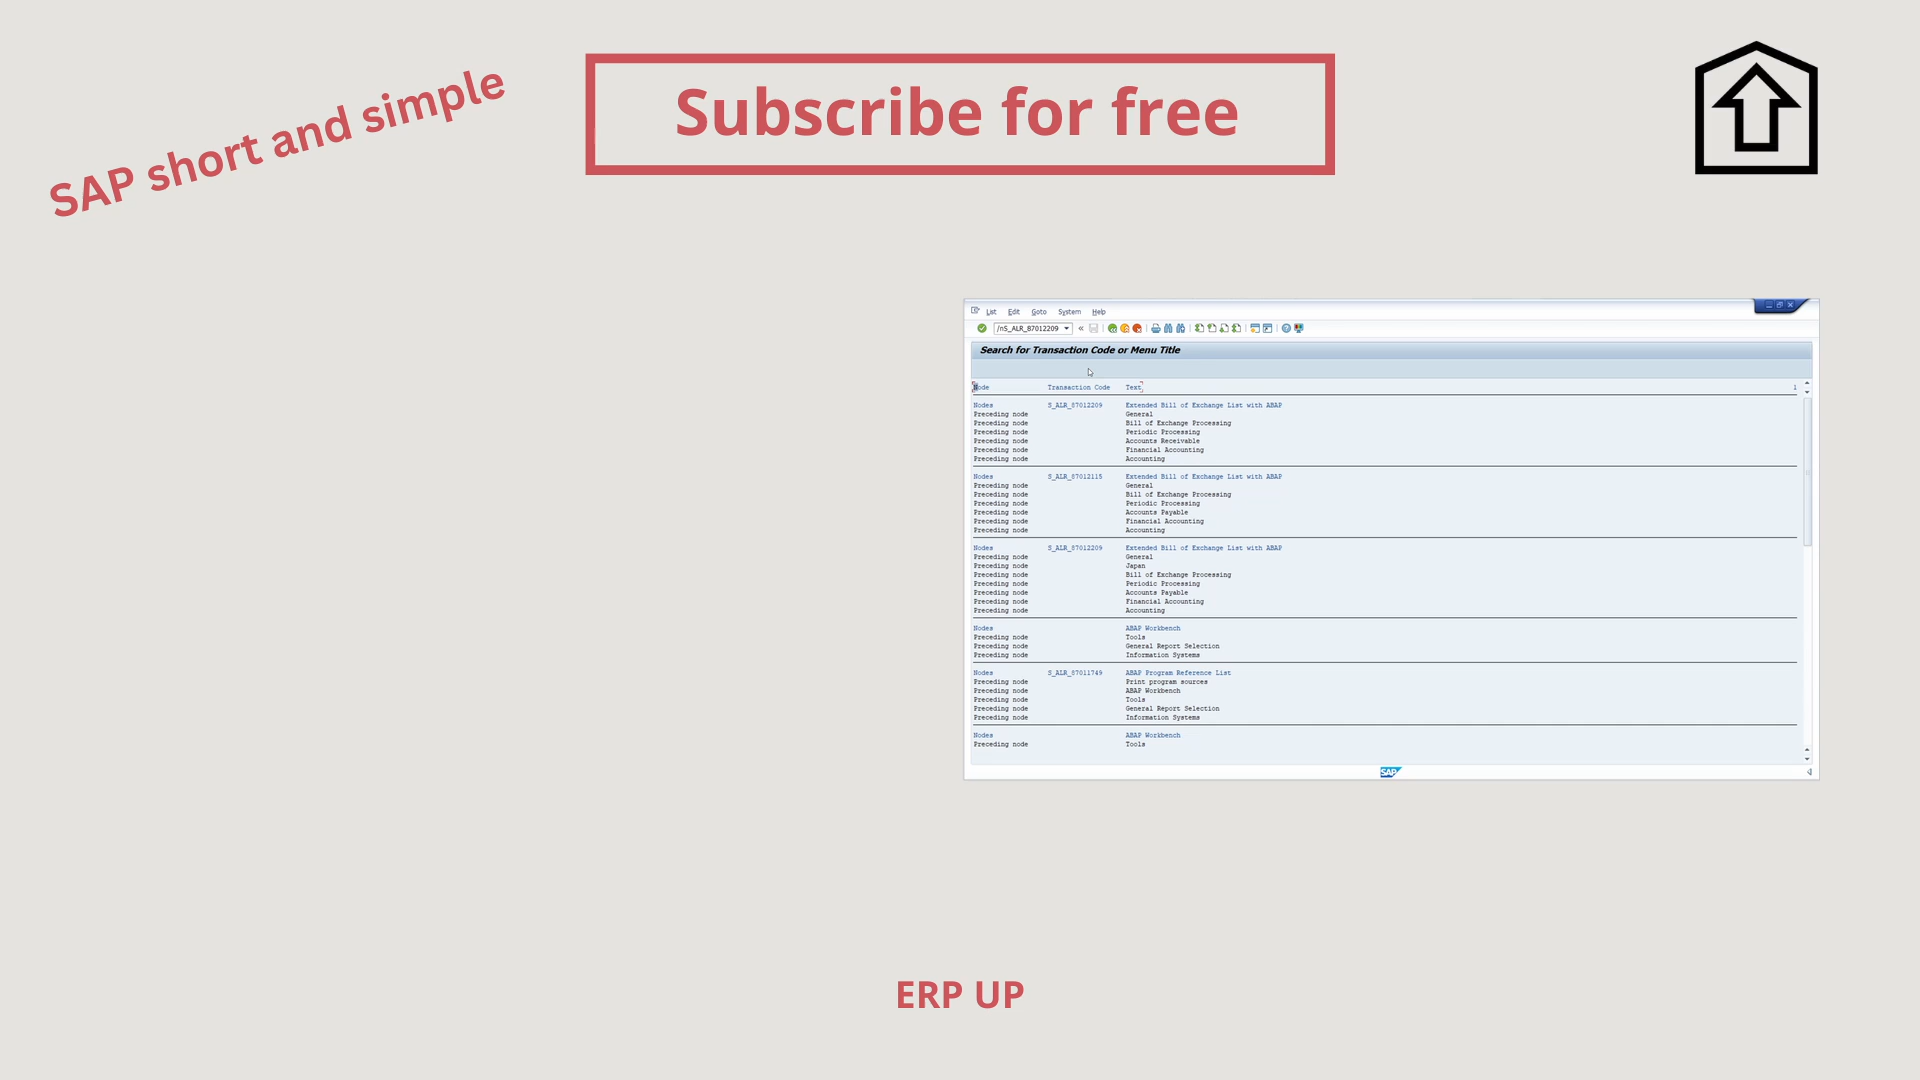 SAP short and simple
Subscribe for free
List Edit Goto System Help
/nS_ALR_87012209
Search for Transaction Code or Menu Title
Node Transaction Code Text 1
Nodes S_ALR_87012209 Extended Bill of Exchange List with ABAP
Preceding node General
Preceding node Bill of Exchange Processing
Preceding node Periodic Processing
Preceding node Accounts Receivable
Preceding node Financial Accounting
Preceding node Accounting
Nodes S_ALR_87012115 Extended Bill of Exchange List with ABAP
Preceding node General
Preceding node Bill of Exchange Processing
Preceding node Periodic Processing
Preceding node Accounts Payable
Preceding node Financial Accounting
Preceding node Accounting
Nodes S_ALR_87012209 Extended Bill of Exchange List with ABAP
Preceding node General
Preceding node Japan
Preceding node Bill of Exchange Processing
Preceding node Periodic Processing
Preceding node Accounts Payable
Preceding node Financial Accounting
Preceding node Accounting
Nodes ABAP Workbench
Preceding node Tools
Preceding node General Report Selection
Preceding node Information Systems
Nodes S_ALR_87011749 ABAP Program Reference List
Preceding node Print program sources
Preceding node ABAP Workbench
Preceding node Tools
Preceding node General Report Selection
Preceding node Information Systems
Nodes ABAP Workbench
Preceding node Tools
SAP
ERP UP